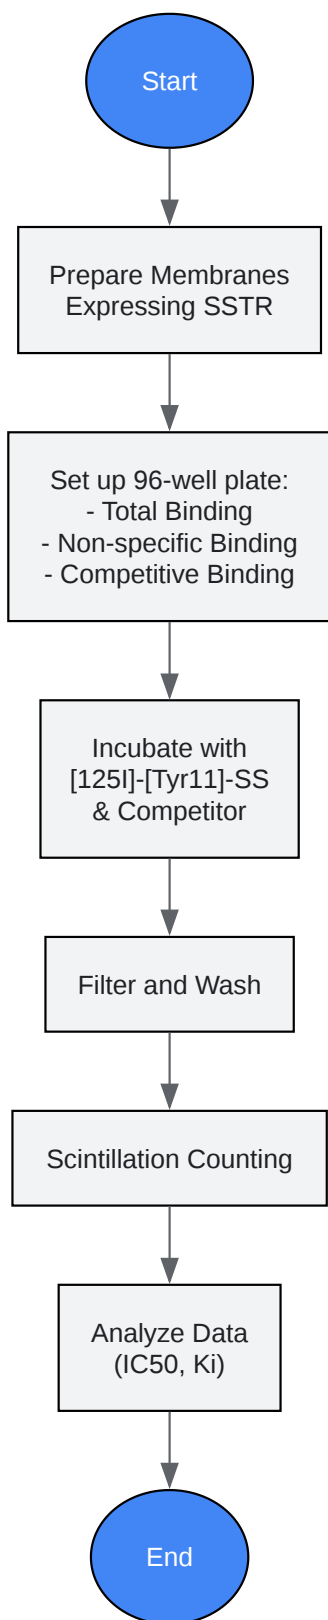 Start
Prepare Membranes
Expressing SSTR
Set up 96-well plate:
- Total Binding
- Non-specific Binding
- Competitive Binding
Incubate with
[125I]-[Tyr11]-SS
& Competitor
Filter and Wash
Scintillation Counting
Analyze Data
(IC50, Ki)
End